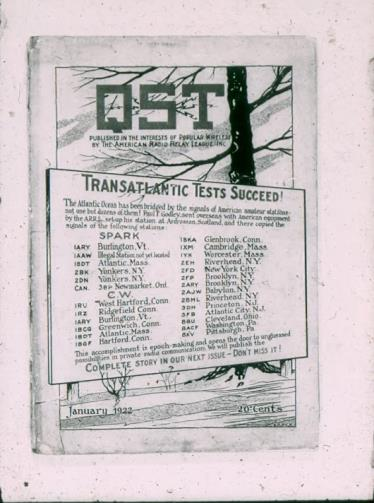 QST
PUBLISHED IN THE INTERESTS OF POPULAR WIRELESS
BY THE AMERICAN RADIO RELAY LEAGUE INC
TRANSATLANTIC TESTS SUCCEED!
The Atlantic Ocean has been bridged by the signals of American amateur stations-
not one but dozens of them! Paul F. Godley, sent overseas with American equipment
by the A.R.R.L. set up his station at Ardrossan, Scotland, and there copied the
signals of the following stations:
SPARK
1ARY Burlington, Vt.
1AAW Illegal Station, not yet located
1BDT Atlantic, Mass.
2BK Yonkers, N.Y.
2DN Yonkers, N.Y.
CAN. 3BP Newmarket Ont.
C.W.
1RU West Hartford, Conn.
1RZ Ridgefield Conn.
1ARY Burlington, Vt.
1BCG Greenwich, Conn.
1BDT Atlantic, Mass.
1BGF Hartford, Conn.
1BKA Glenbrook, Conn.
1XM Cambridge, Mass.
1YK Worcester, Mass.
2EH Riverhead, N.Y.
2FD New York City
2FP Brooklyn, N.Y.
2ARY Brooklyn, N.Y.
2AJW Babylon, N.Y.
2BML Riverhead, N.Y.
3DH Princeton, N.J.
3FB Atlantic City, N.J.
8BU Cleveland, Ohio.
8ACF Washington, Pa.
8XV Pittsburgh, Pa.
This accomplishment is epoch-making and opens the door to unguessed
possibilities in private radio communication. We will publish the
COMPLETE STORY IN OUR NEXT ISSUE - DON'T MISS IT!
January 1922
20 Cents